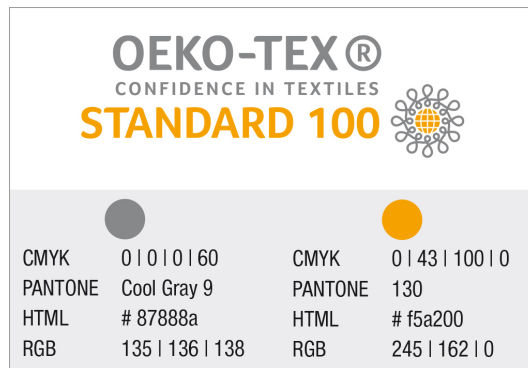 OEKO-TEX®
CONFIDENCE IN TEXTILES
STANDARD 100
CMYK 0 | 0 | 0 | 60
PANTONE Cool Gray 9
HTML # 87888a
RGB 135 | 136 | 138
CMYK 0 | 43 | 100 | 0
PANTONE 130
HTML # f5a200
RGB 245 | 162 | 0